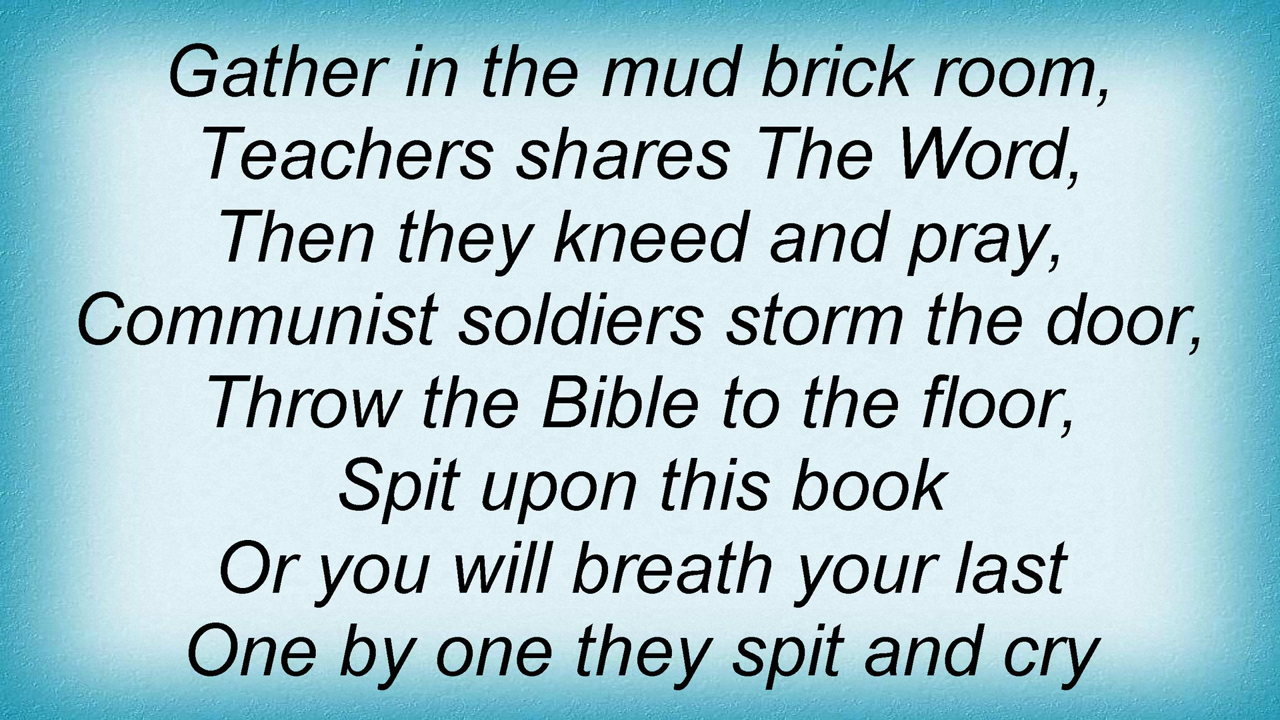 Gather in the mud brick room,
Teachers shares The Word,
Then they kneed and pray,
Communist soldiers storm the door,
Throw the Bible to the floor,
Spit upon this book
Or you will breath your last
One by one they spit and cry